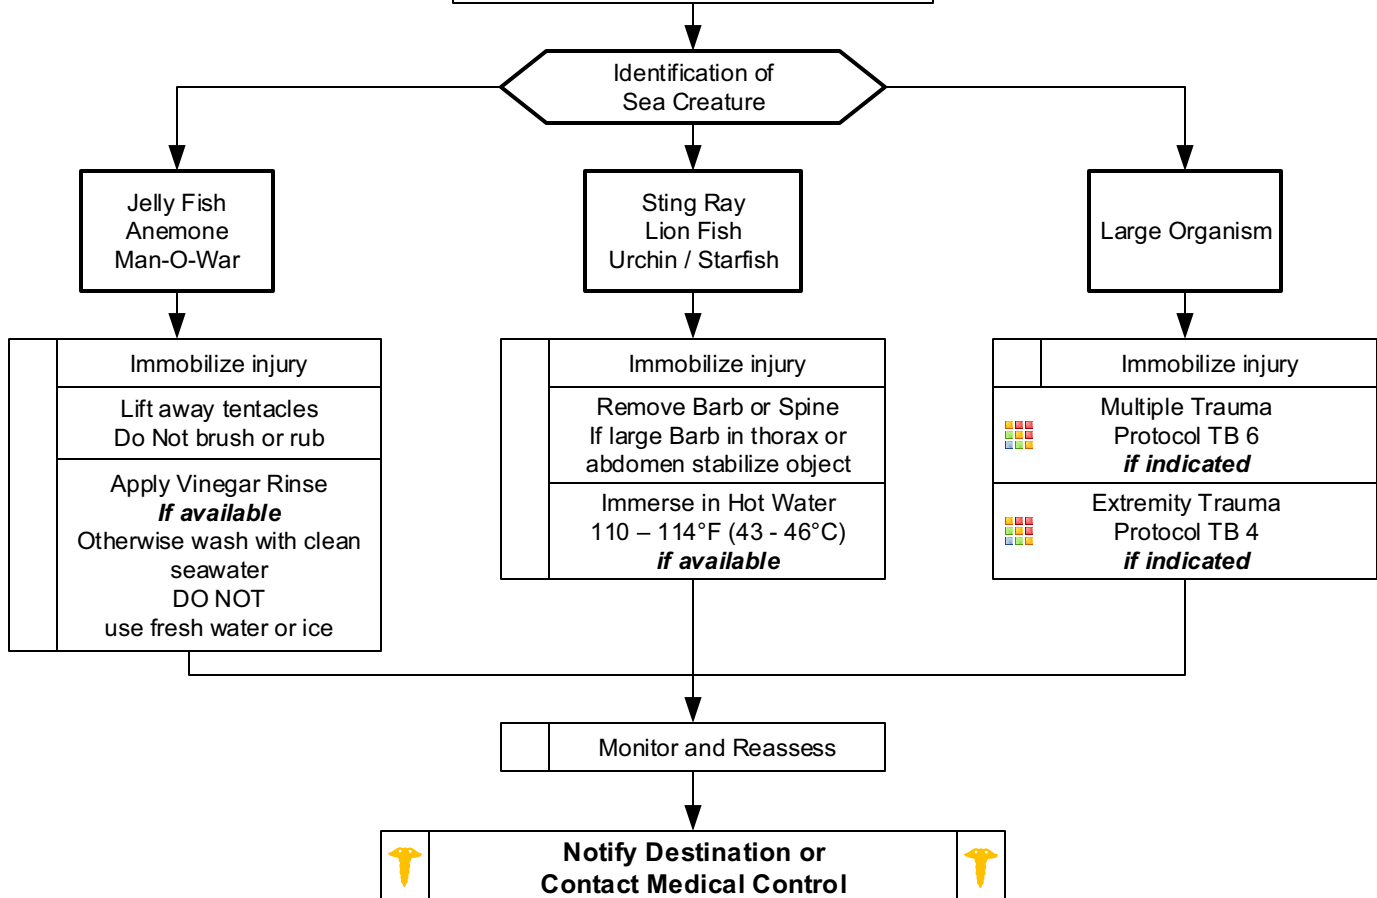 Identification of
Sea Creature
Jelly Fish
Anemone
Man-O-War
Sting Ray
Lion Fish
Urchin / Starfish
Large Organism
Immobilize injury
Lift away tentacles
Do Not brush or rub
Apply Vinegar Rinse
If available
Otherwise wash with clean
seawater
DO NOT
use fresh water or ice
Immobilize injury
Remove Barb or Spine
If large Barb in thorax or
abdomen stabilize object
Immerse in Hot Water
110 – 114°F (43 - 46°C)
if available
Immobilize injury
Multiple Trauma
Protocol TB 6
if indicated
Extremity Trauma
Protocol TB 4
if indicated
Monitor and Reassess
Notify Destination or
Contact Medical Control